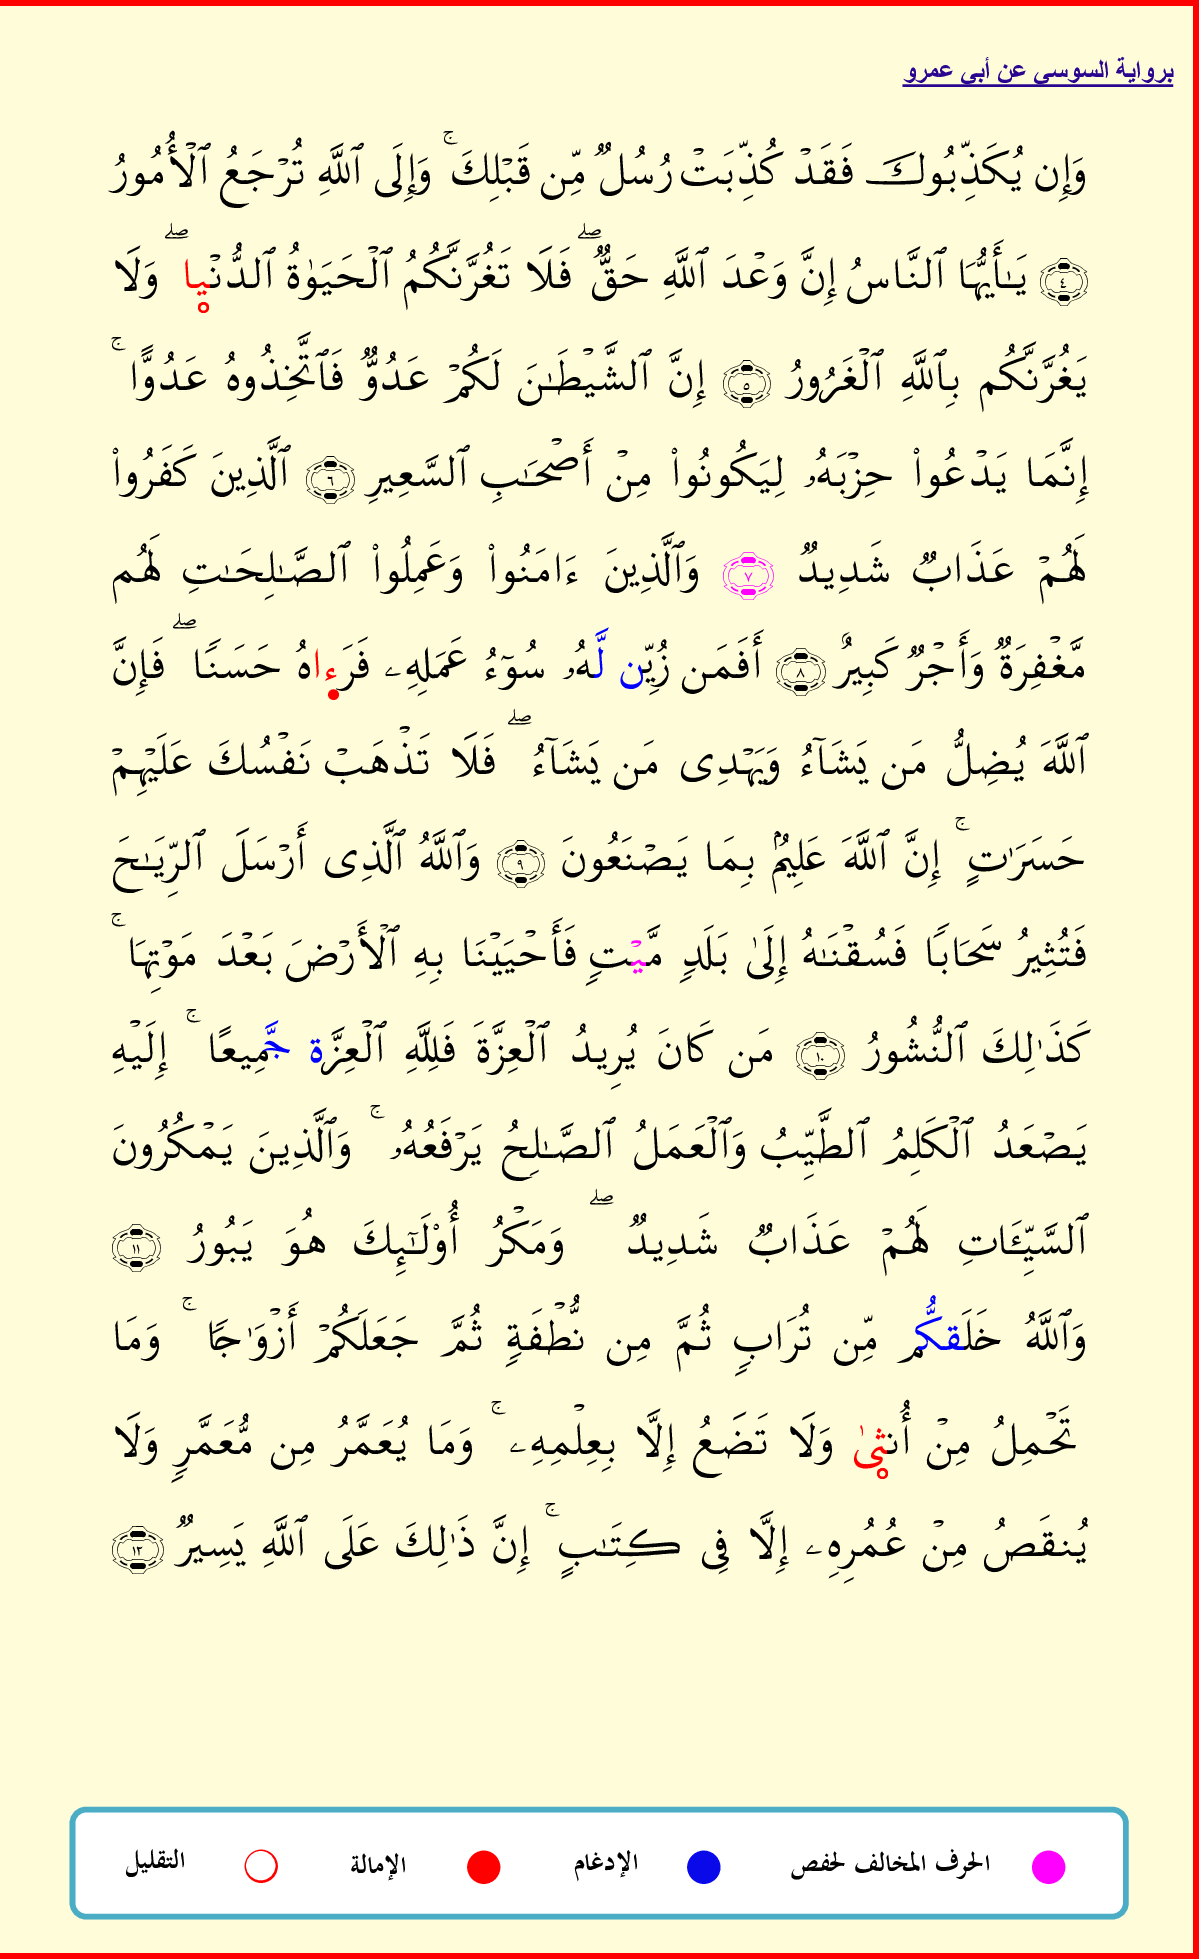 برواية السوسي عن أبي عمرو
وَإِن يُكَذِّبُوكَ فَقَدۡ كُذِّبَتۡ رُسُلٌ مِّن قَبۡلِكَۚ وَإِلَى ٱللَّهِ تُرۡجَعُ ٱلۡأُمُورُ
٤ يَـٰٓأَيُّهَا ٱلنَّاسُ إِنَّ وَعۡدَ ٱللَّهِ حَقٌّۖ فَلَا تَغُرَّنَّكُمُ ٱلۡحَيَوٰةُ ٱلدُّنۡيِاۖ وَلَا
يَغُرَّنَّكُم بِٱللَّهِ ٱلۡغَرُورُ ٥ إِنَّ ٱلشَّيۡطَـٰنَ لَكُمۡ عَدُوٌّ فَٱتَّخِذُوهُ عَدُوًّاۚ
إِنَّمَا يَدۡعُواْ حِزۡبَهُۥ لِيَكُونُواْ مِنۡ أَصۡحَـٰبِ ٱلسَّعِيرِ ٦ ٱلَّذِينَ كَفَرُواْ
لَهُمۡ عَذَابٌ شَدِيدٌ ٧ وَٱلَّذِينَ ءَامَنُواْ وَعَمِلُواْ ٱلصَّـٰلِحَـٰتِ لَهُم
مَّغۡفِرَةٌ وَأَجۡرٌ كَبِيرٌ ٨ أَفَمَن زُيِّن لَّهُۥ سُوٓءُ عَمَلِهِۦ فَرَءِاهُ حَسَنًاۖ فَإِنَّ
ٱللَّهَ يُضِلُّ مَن يَشَآءُ وَيَهۡدِى مَن يَشَآءُۖ فَلَا تَذۡهَبۡ نَفۡسُكَ عَلَيۡهِمۡ
حَسَرَٰتٍۚ إِنَّ ٱللَّهَ عَلِيمٌ بِمَا يَصۡنَعُونَ ٩ وَٱللَّهُ ٱلَّذِى أَرۡسَلَ ٱلرِّيَـٰحَ
فَتُثِيرُ سَحَابًا فَسُقۡنَـٰهُ إِلَىٰ بَلَدٍ مَّيۡتٍ فَأَحۡيَيۡنَا بِهِ ٱلۡأَرۡضَ بَعۡدَ مَوۡتِهَاۚ
كَذَٰلِكَ ٱلنُّشُورُ ١٠ مَن كَانَ يُرِيدُ ٱلۡعِزَّةَ فَلِلَّهِ ٱلۡعِزَّة جَّمِيعًاۚ إِلَيۡهِ
يَصۡعَدُ ٱلۡكَلِمُ ٱلطَّيِّبُ وَٱلۡعَمَلُ ٱلصَّـٰلِحُ يَرۡفَعُهُۥۚ وَٱلَّذِينَ يَمۡكُرُونَ
ٱلسَّيِّـَٔاتِ لَهُمۡ عَذَابٌ شَدِيدٌۖ وَمَكۡرُ أُوْلَـٰٓئِكَ هُوَ يَبُورُ ١١
وَٱللَّهُ خَلَقكُّم مِّن تُرَابٍ ثُمَّ مِن نُّطۡفَةٍ ثُمَّ جَعَلَكُمۡ أَزۡوَٰجًاۚ وَمَا
تَحۡمِلُ مِنۡ أُنثِىٰ وَلَا تَضَعُ إِلَّا بِعِلۡمِهِۦۚ وَمَا يُعَمَّرُ مِن مُّعَمَّرٍ وَلَا
يُنقَصُ مِنۡ عُمُرِهِۦ إِلَّا فِى كِتَـٰبٍۚ إِنَّ ذَٰلِكَ عَلَى ٱللَّهِ يَسِيرٌ ١٢
الحرف المخالف لحفص الإدغام الإمالة التقليل